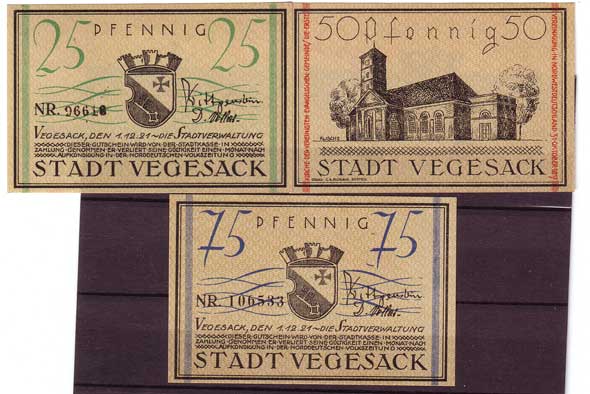 PFENNIG
25 25
NR. 96618
VEGESACK, DEN 1.12.21 ~ DIE STADTVERWALTUNG
DIESER GUTSCHEIN WIRD VON DER STADTKASSE IN
ZAHLUNG GENOMMEN ER VERLIERT SEINE GÜLTIGKEIT EINEN MONAT NACH
AUFKÜNDIGUNG IN DER NORDDEUTSCHEN VOLKSZEITUNG
STADT VEGESACK
50 Pfennig 50
STADT VEGESACK
PFENNIG
75 75
NR. 106533
VEGESACK, DEN 1.12.21 ~ DIE STADTVERWALTUNG
DIESER GUTSCHEIN WIRD VON DER STADTKASSE IN
ZAHLUNG GENOMMEN ER VERLIERT SEINE GÜLTIGKEIT EINEN MONAT NACH
AUFKÜNDIGUNG IN DER NORDDEUTSCHEN VOLKSZEITUNG
STADT VEGESACK